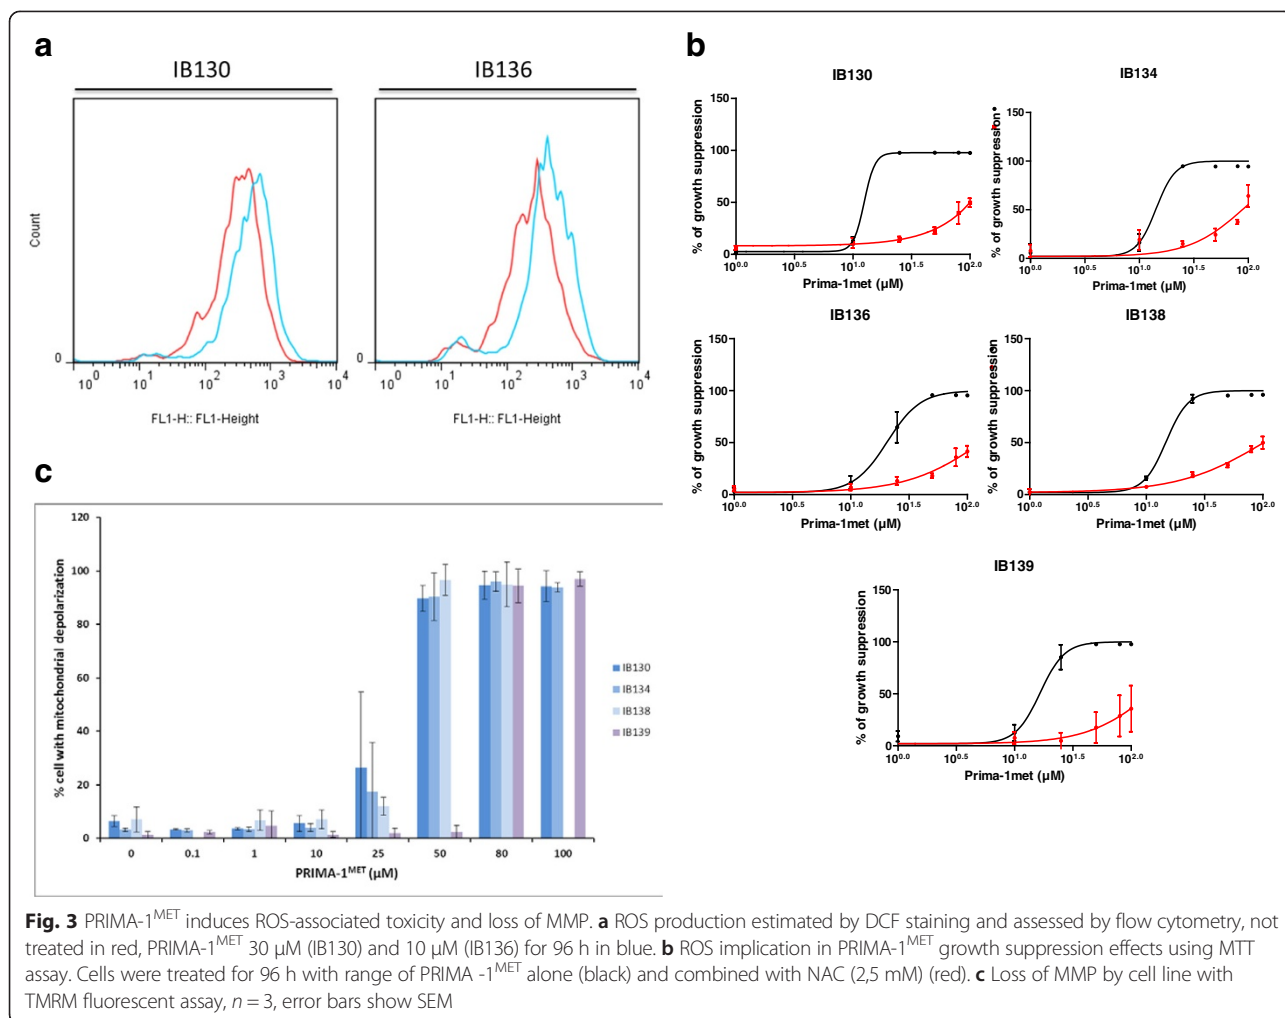 a
IB130
IB136
Count
0
0
10^0 10^1 10^2 10^3 10^4
10^0 10^1 10^2 10^3 10^4
FL1-H:: FL1-Height
FL1-H:: FL1-Height
b
IB130
% of growth suppression
150
100
50
0
10^0.0 10^0.5 10^1.0 10^1.5 10^2.0
Prima-1met (µM)
IB134
% of growth suppression
150
100
50
0
10^0.0 10^0.5 10^1.0 10^1.5 10^2.0
Prima-1met (µM)
IB136
% of growth suppression
150
100
50
0
10^0.0 10^0.5 10^1.0 10^1.5 10^2.0
Prima-1met (µM)
IB138
% of growth suppression
150
100
50
0
10^0.0 10^0.5 10^1.0 10^1.5 10^2.0
Prima-1met (µM)
IB139
% of growth suppression
150
100
50
0
10^0.0 10^0.5 10^1.0 10^1.5 10^2.0
Prima-1met (µM)
c
% cell with mitochondrial depolarization
120
100
80
60
40
20
0
0 0.1 1 10 25 50 80 100
PRIMA-1^MET (µM)
IB130
IB134
IB138
IB139
Fig. 3 PRIMA-1^MET induces ROS-associated toxicity and loss of MMP. a ROS production estimated by DCF staining and assessed by flow cytometry, not
treated in red, PRIMA-1^MET 30 µM (IB130) and 10 µM (IB136) for 96 h in blue. b ROS implication in PRIMA-1^MET growth suppression effects using MTT
assay. Cells were treated for 96 h with range of PRIMA -1^MET alone (black) and combined with NAC (2,5 mM) (red). c Loss of MMP by cell line with
TMRM fluorescent assay, n = 3, error bars show SEM